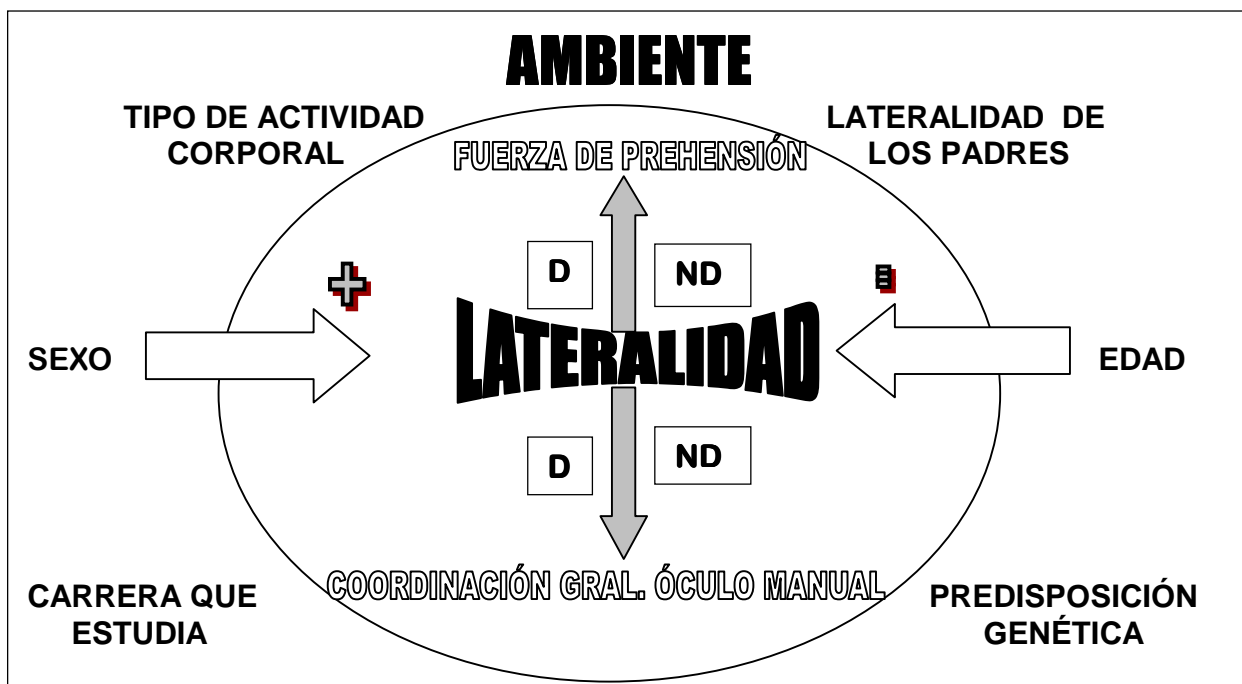 AMBIENTE
TIPO DE ACTIVIDAD
CORPORAL
LATERALIDAD DE
LOS PADRES
FUERZA DE PREHENSIÓN
D
ND
SEXO
LATERALIDAD
EDAD
D
ND
COORDINACIÓN GRAL. ÓCULO MANUAL
CARRERA QUE
ESTUDIA
PREDISPOSICIÓN
GENÉTICA